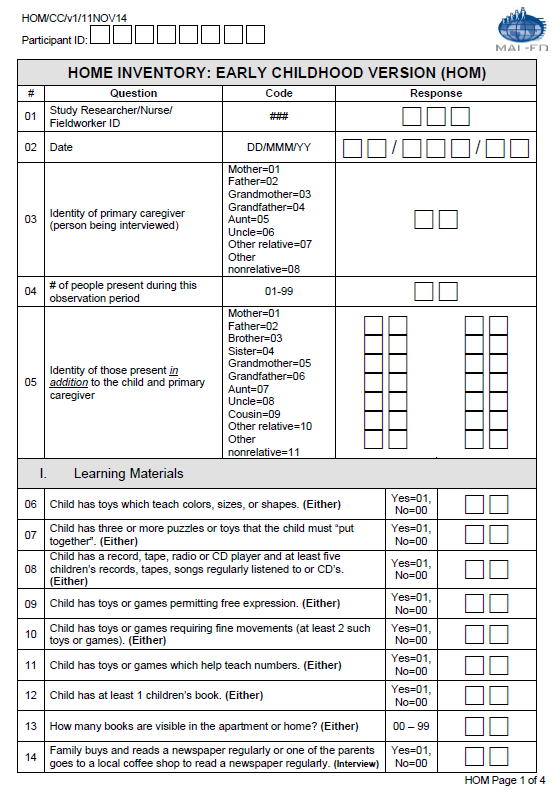 HOM/CC/v1/11NOV14
Participant ID:
MAL-ED
HOME INVENTORY: EARLY CHILDHOOD VERSION (HOM)
# Question Code Response
01 Study Researcher/Nurse/
Fieldworker ID
###
02 Date DD/MMM/YY / /
03 Identity of primary caregiver
(person being interviewed)
Mother=01
Father=02
Grandmother=03
Grandfather=04
Aunt=05
Uncle=06
Other relative=07
Other
nonrelative=08
04 # of people present during this
observation period
01-99
05 Identity of those present in
addition to the child and primary
caregiver
Mother=01
Father=02
Brother=03
Sister=04
Grandmother=05
Grandfather=06
Aunt=07
Uncle=08
Cousin=09
Other relative=10
Other
nonrelative=11
I. Learning Materials
06 Child has toys which teach colors, sizes, or shapes. (Either)
Yes=01,
No=00
07 Child has three or more puzzles or toys that the child must “put
together”. (Either)
Yes=01,
No=00
08 Child has a record, tape, radio or CD player and at least five
children’s records, tapes, songs regularly listened to or CD’s.
(Either)
Yes=01,
No=00
09 Child has toys or games permitting free expression. (Either)
Yes=01,
No=00
10 Child has toys or games requiring fine movements (at least 2 such
toys or games). (Either)
Yes=01,
No=00
11 Child has toys or games which help teach numbers. (Either)
Yes=01,
No=00
12 Child has at least 1 children’s book. (Either)
Yes=01,
No=00
13 How many books are visible in the apartment or home? (Either) 00 – 99
14 Family buys and reads a newspaper regularly or one of the parents
goes to a local coffee shop to read a newspaper regularly. (Interview)
Yes=01,
No=00
HOM Page 1 of 4